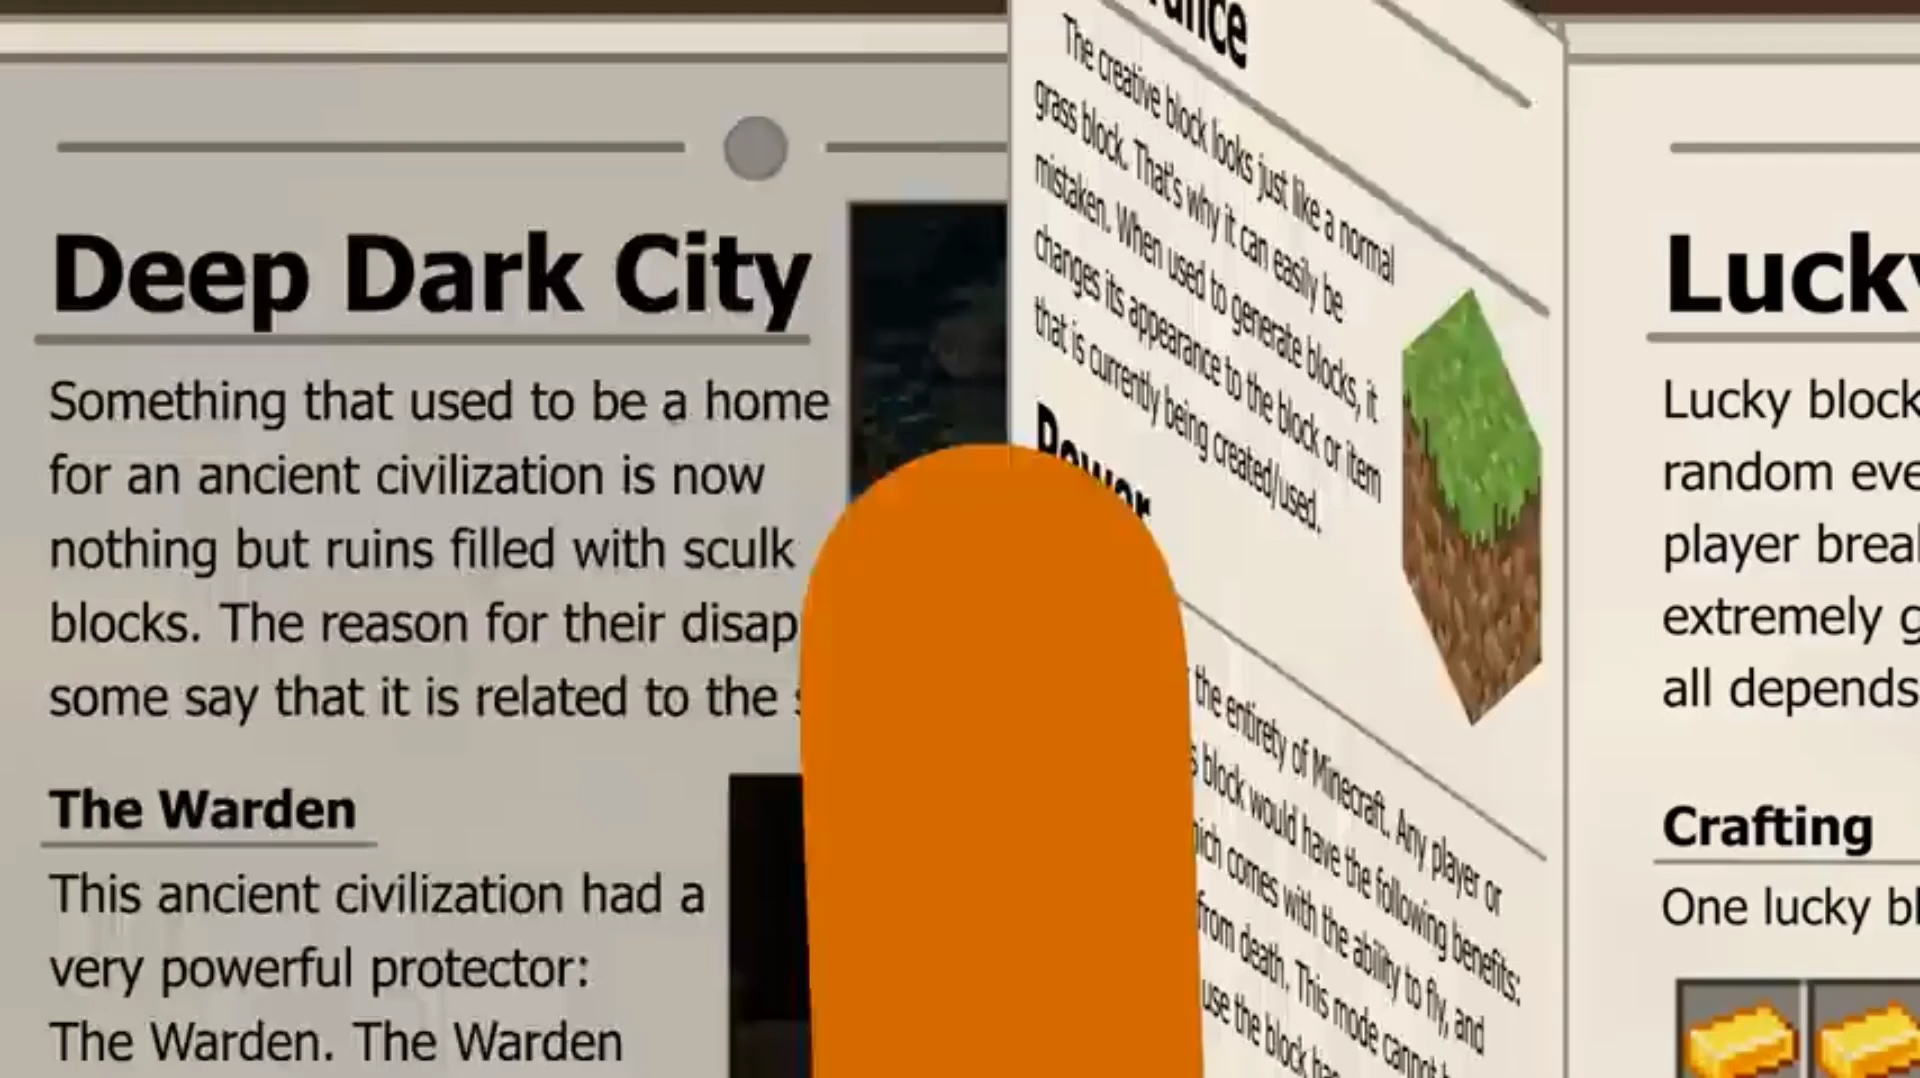 Deep Dark City
Something that used to be a home
for an ancient civilization is now
nothing but ruins filled with sculk
blocks. The reason for their
some say that it is related to the
The Warden
This ancient civilization had a
very powerful protector:
The Warden. The Warden
The creative block looks just like a normal
grass block. That's why it can easily be
mistaken. When used to generate blocks, it
changes its appearance to the block or item
that is currently being created/used.
Power
the entirety of Minecraft. Any player or
block would have the following benefits:
comes with the ability to fly, and
from death. This mode cannot
use the block
Lucky
Lucky block
random
player
extremely
all depends
Crafting
One lucky